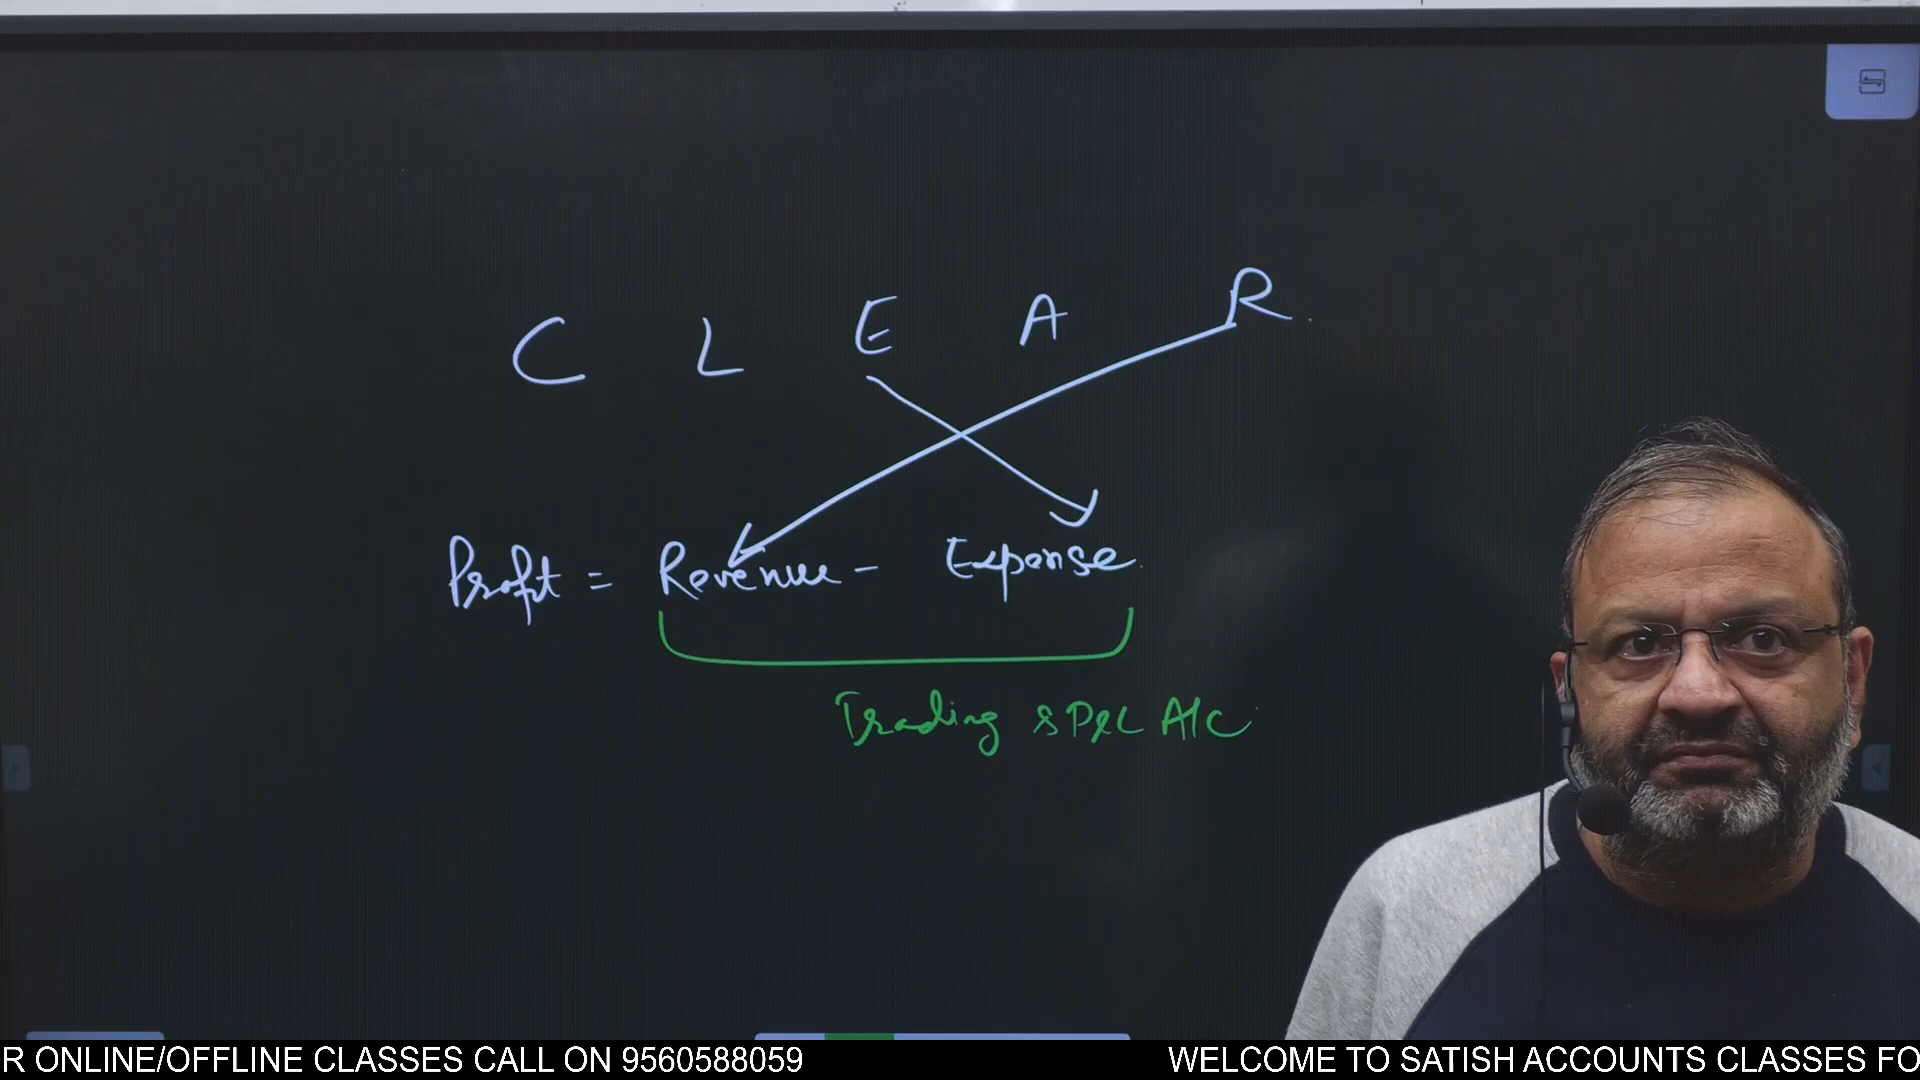 C L E A R
Profit = Revenue - Expense
Trading & P&L A/C
R ONLINE/OFFLINE CLASSES CALL ON 9560588059 WELCOME TO SATISH ACCOUNTS CLASSES FO